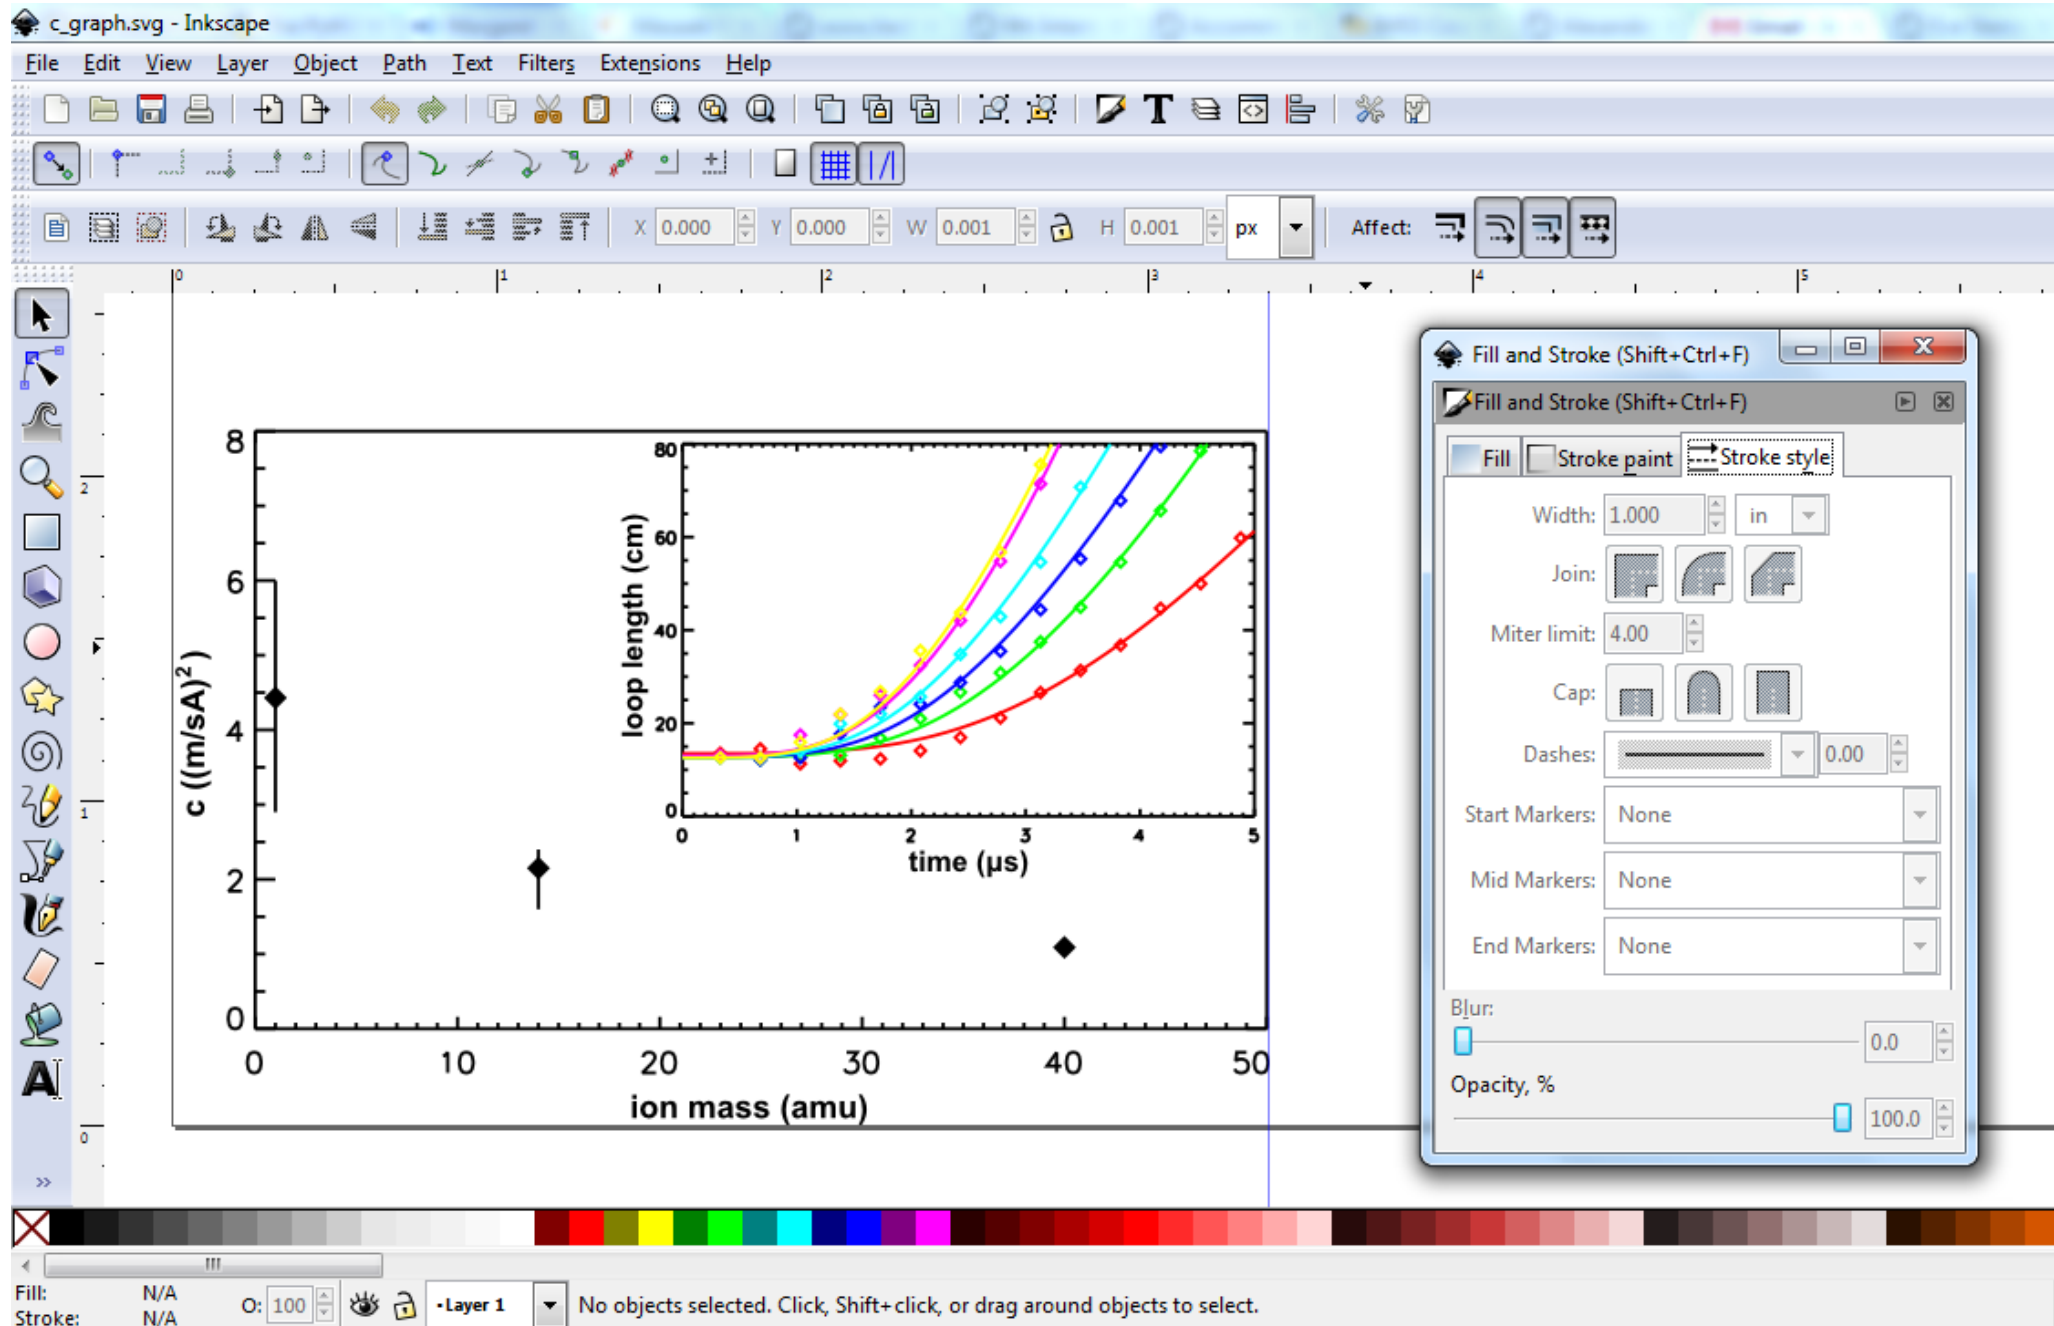 c_graph.svg - Inkscape
File Edit View Layer Object Path Text Filters Extensions Help
X 0.000 Y 0.000 W 0.001 H 0.001 px Affect:
0 1 2 3 4 5
2
1
0
8
6
4
2
0
c ((m/sA)²)
0 10 20 30 40 50
ion mass (amu)
80
60
40
20
0
loop length (cm)
0 1 2 3 4 5
time (µs)
Fill and Stroke (Shift+Ctrl+F)
Fill and Stroke (Shift+Ctrl+F)
Fill Stroke paint Stroke style
Width: 1.000 in
Join:
Miter limit: 4.00
Cap:
Dashes: 0.00
Start Markers: None
Mid Markers: None
End Markers: None
Blur:
0.0
Opacity, %
100.0
Fill: N/A
Stroke: N/A
O: 100
·Layer 1
No objects selected. Click, Shift+click, or drag around objects to select.